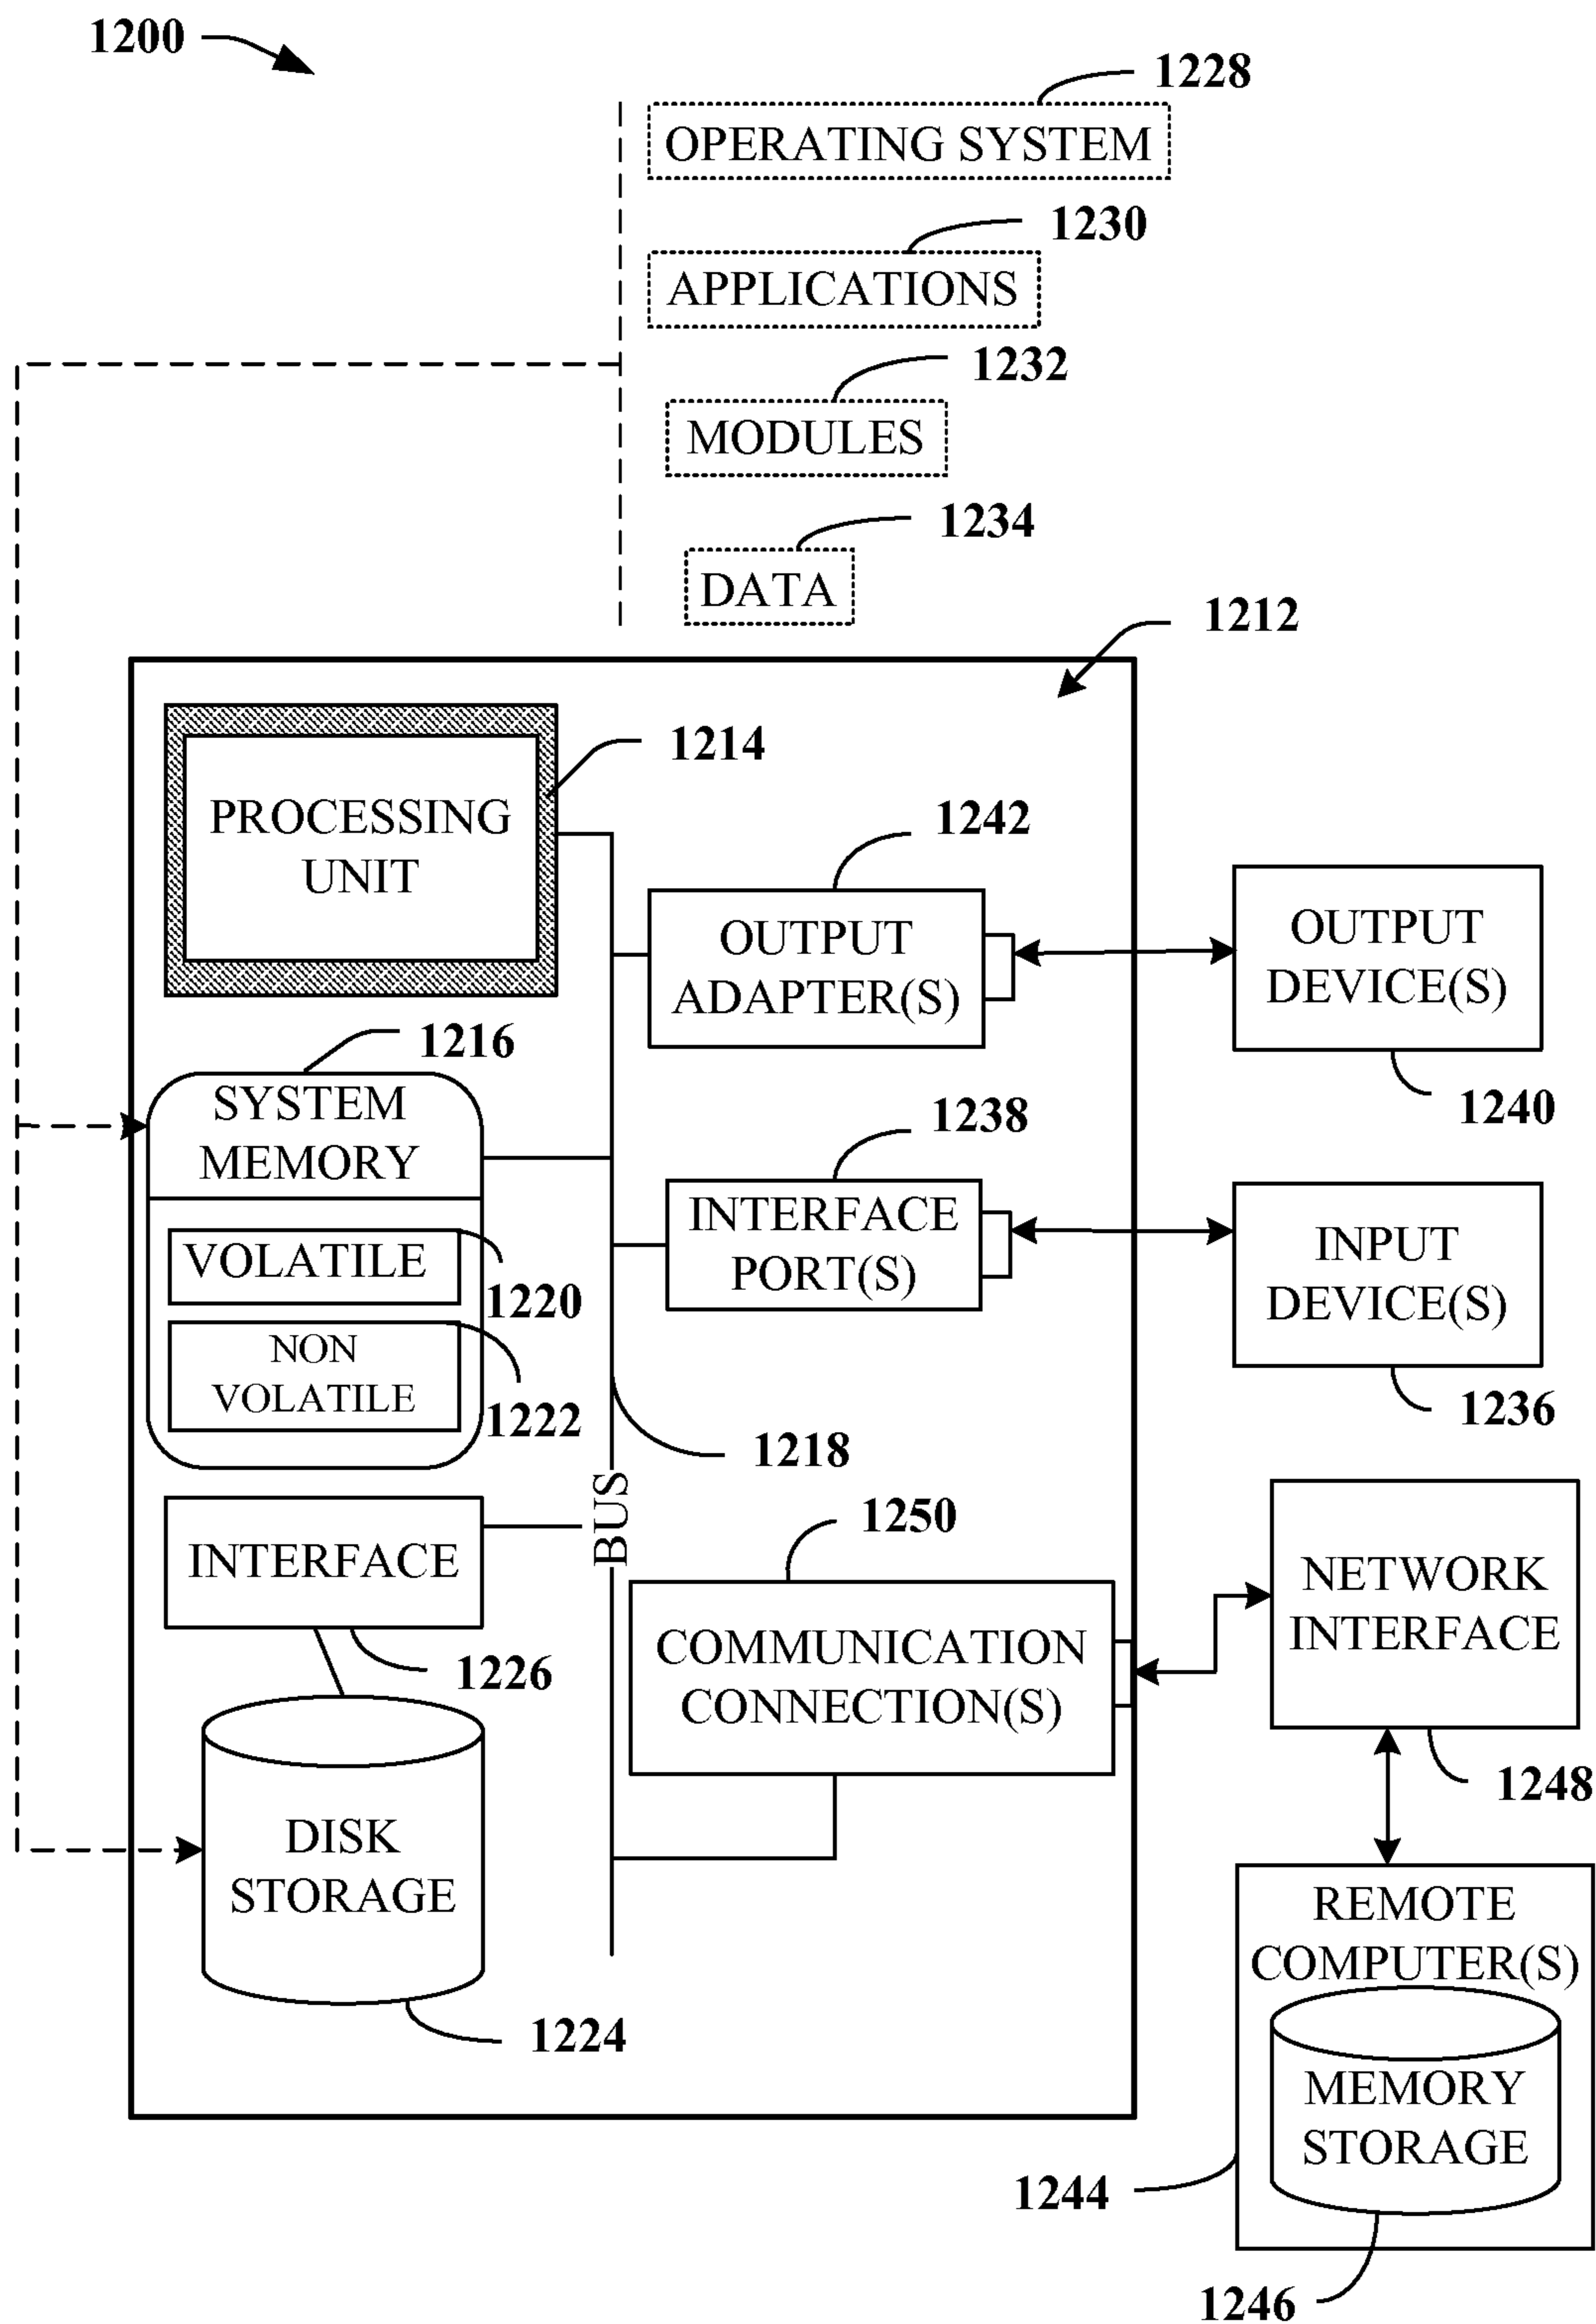 1200
1228
OPERATING SYSTEM
1230
APPLICATIONS
1232
MODULES
1234
DATA
1212
1214
PROCESSING
UNIT
1242
OUTPUT
ADAPTER(S)
OUTPUT
DEVICE(S)
1240
1216
SYSTEM
MEMORY
1238
INTERFACE
PORT(S)
INPUT
DEVICE(S)
1236
VOLATILE
1220
NON
VOLATILE
1222
1218
BUS
INTERFACE
1226
1250
COMMUNICATION
CONNECTION(S)
NETWORK
INTERFACE
1248
DISK
STORAGE
1224
REMOTE
COMPUTER(S)
MEMORY
STORAGE
1244
1246